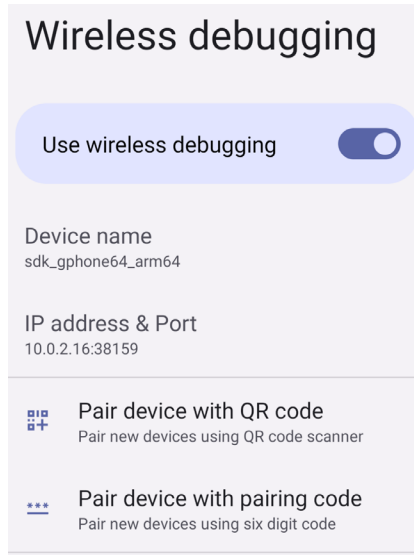 Wireless debugging
Use wireless debugging
Device name
sdk_gphone64_arm64
IP address & Port
10.0.2.16:38159
Pair device with QR code
Pair new devices using QR code scanner
Pair device with pairing code
Pair new devices using six digit code